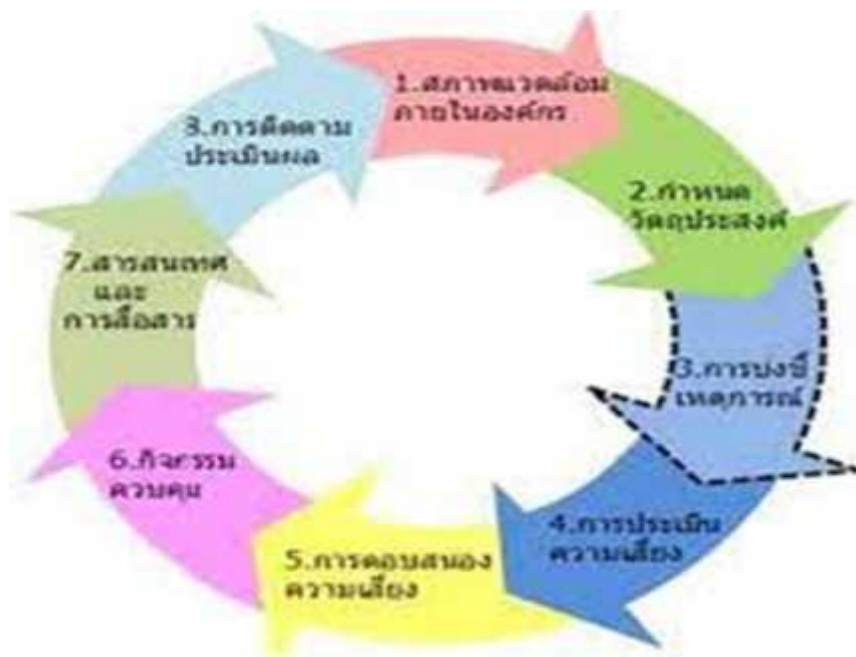 1.สภาพแวดล้อม
ภายในองค์กร
2.กำหนด
วัตถุประสงค์
3.การบ่งชี้
เหตุการณ์
4.การประเมิน
ความเสี่ยง
5.การตอบสนอง
ความเสี่ยง
6.กิจกรรม
ควบคุม
7.สารสนเทศ
และ
การสื่อสาร
3.การติดตาม
ประเมินผล